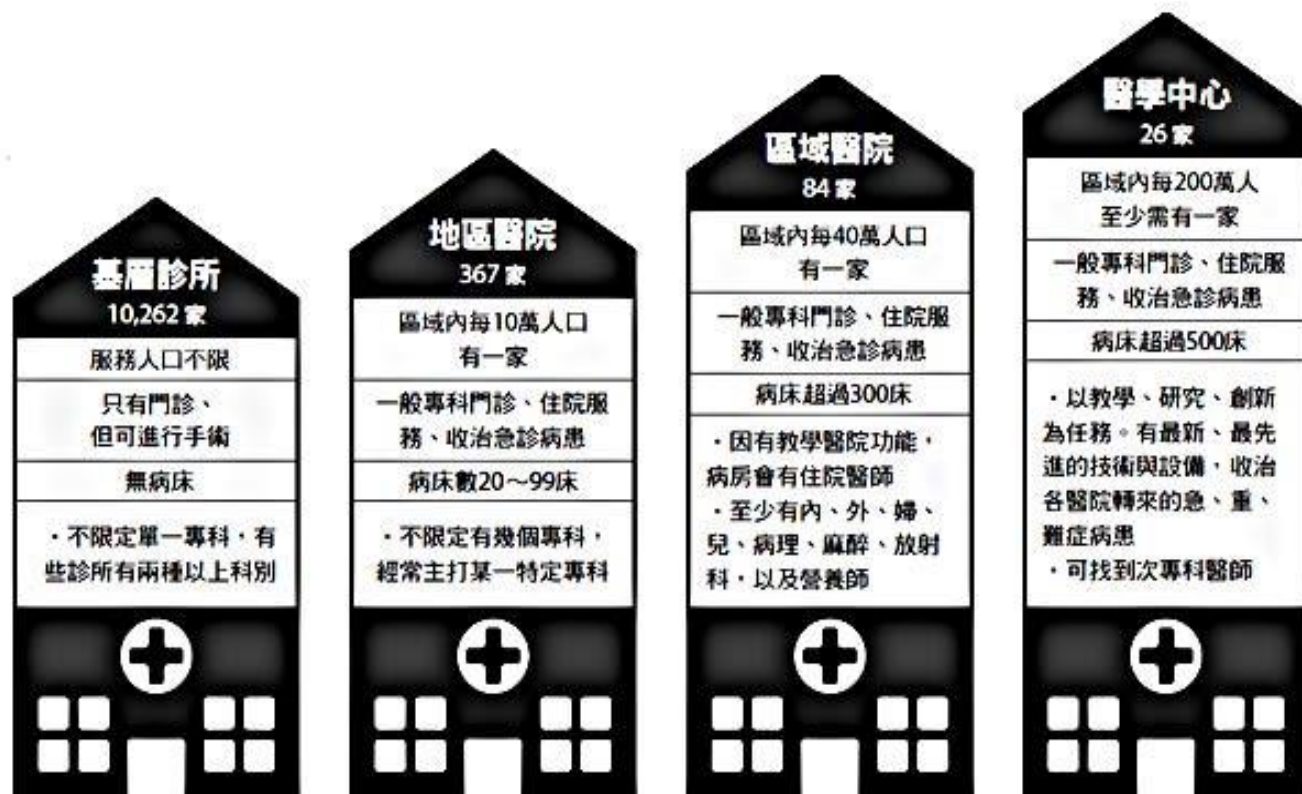 基層診所
10,262 家
服務人口不限
只有門診、
但可進行手術
無病床
・不限定單一專科，有
些診所有兩種以上科別
地區醫院
367 家
區域內每10萬人口
有一家
一般專科門診、住院服
務、收治急診病患
病床數20～99床
・不限定有幾個專科，
經常主打某一特定專科
區域醫院
84 家
區域內每40萬人口
有一家
一般專科門診、住院服
務、收治急診病患
病床超過300床
・因有教學醫院功能，
病房會有住院醫師
・至少有內、外、婦、
兒、病理、麻醉、放射
科，以及營養師
醫學中心
26 家
區域內每200萬人
至少需有一家
一般專科門診、住院服
務、收治急診病患
病床超過500床
・以教學、研究、創新
為任務。有最新、最先
進的技術與設備，收治
各醫院轉來的急、重、
難症病患
・可找到次專科醫師